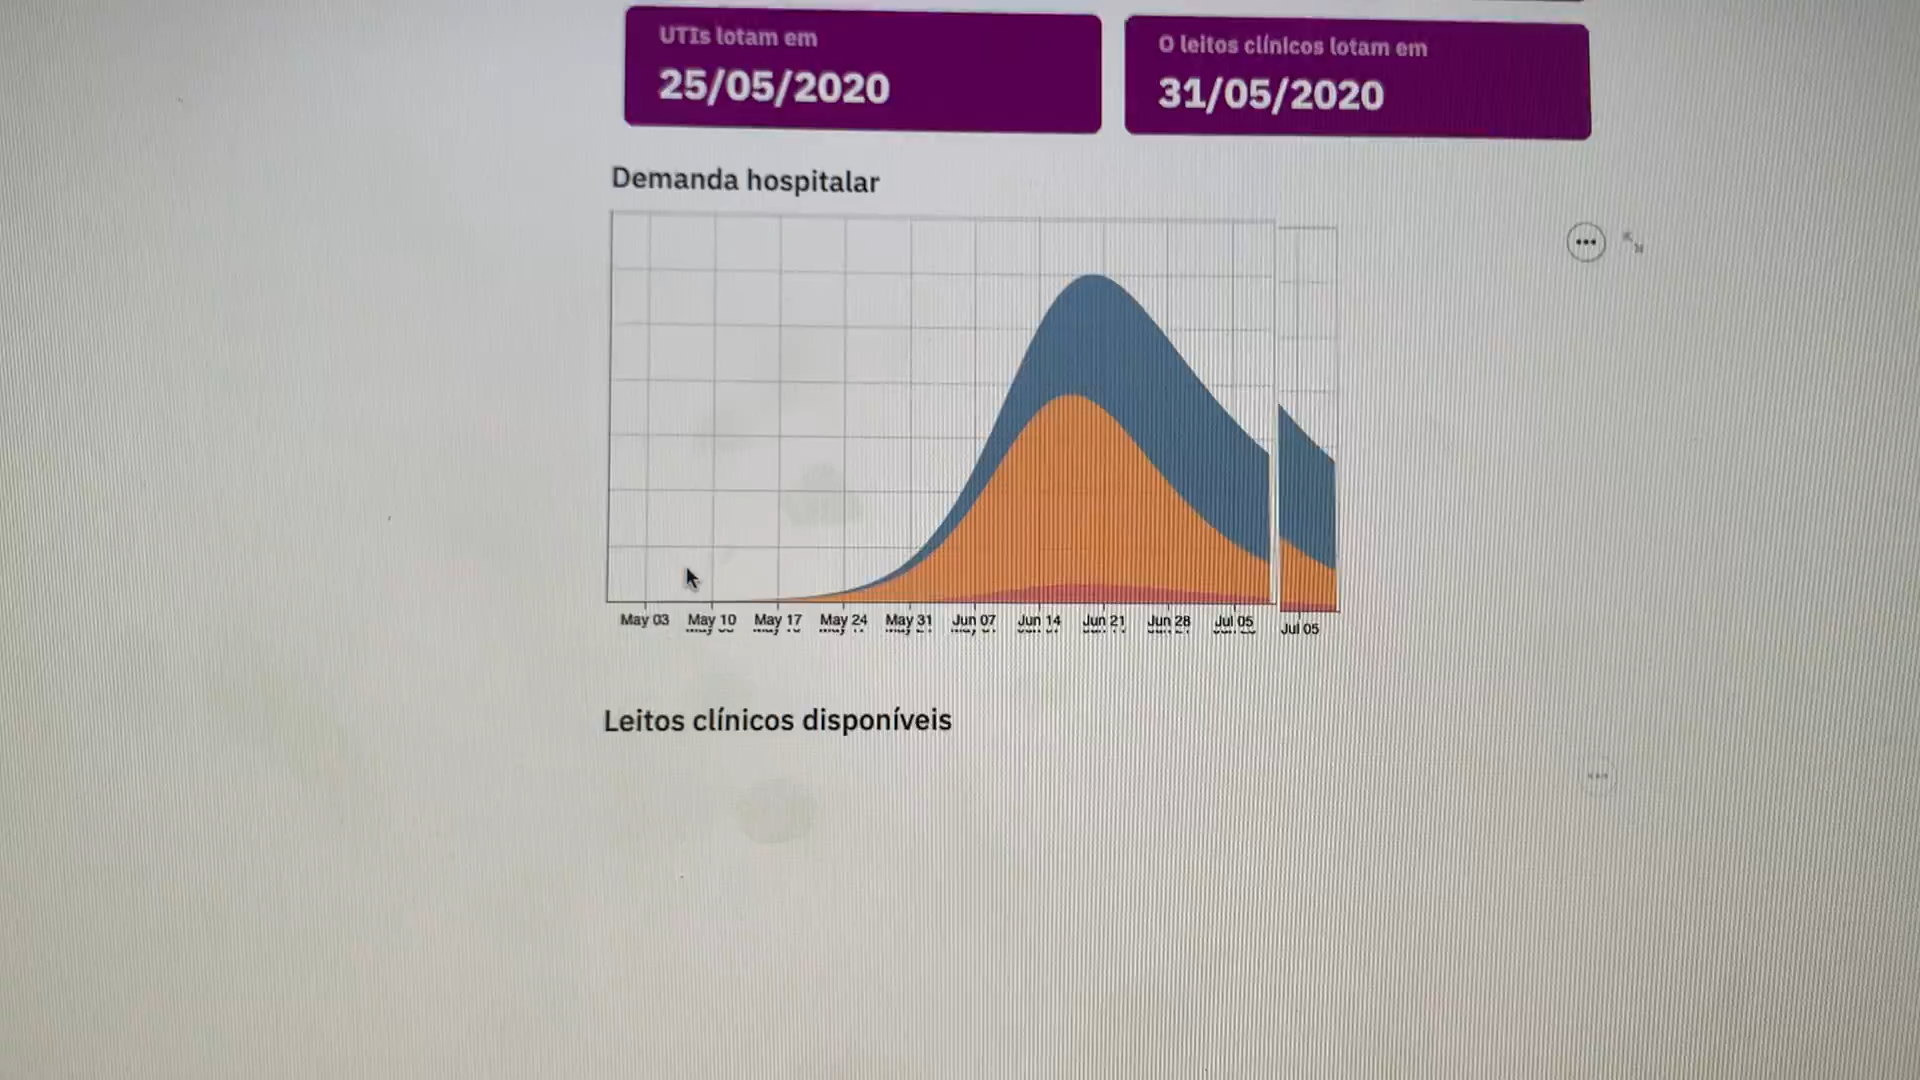 UTIs lotam em
25/05/2020
O leitos clínicos lotam em
31/05/2020
Demanda hospitalar
May 03 May 10 May 17 May 24 May 31 Jun 07 Jun 14 Jun 21 Jun 28 Jul 05
Jul 05
Leitos clínicos disponíveis